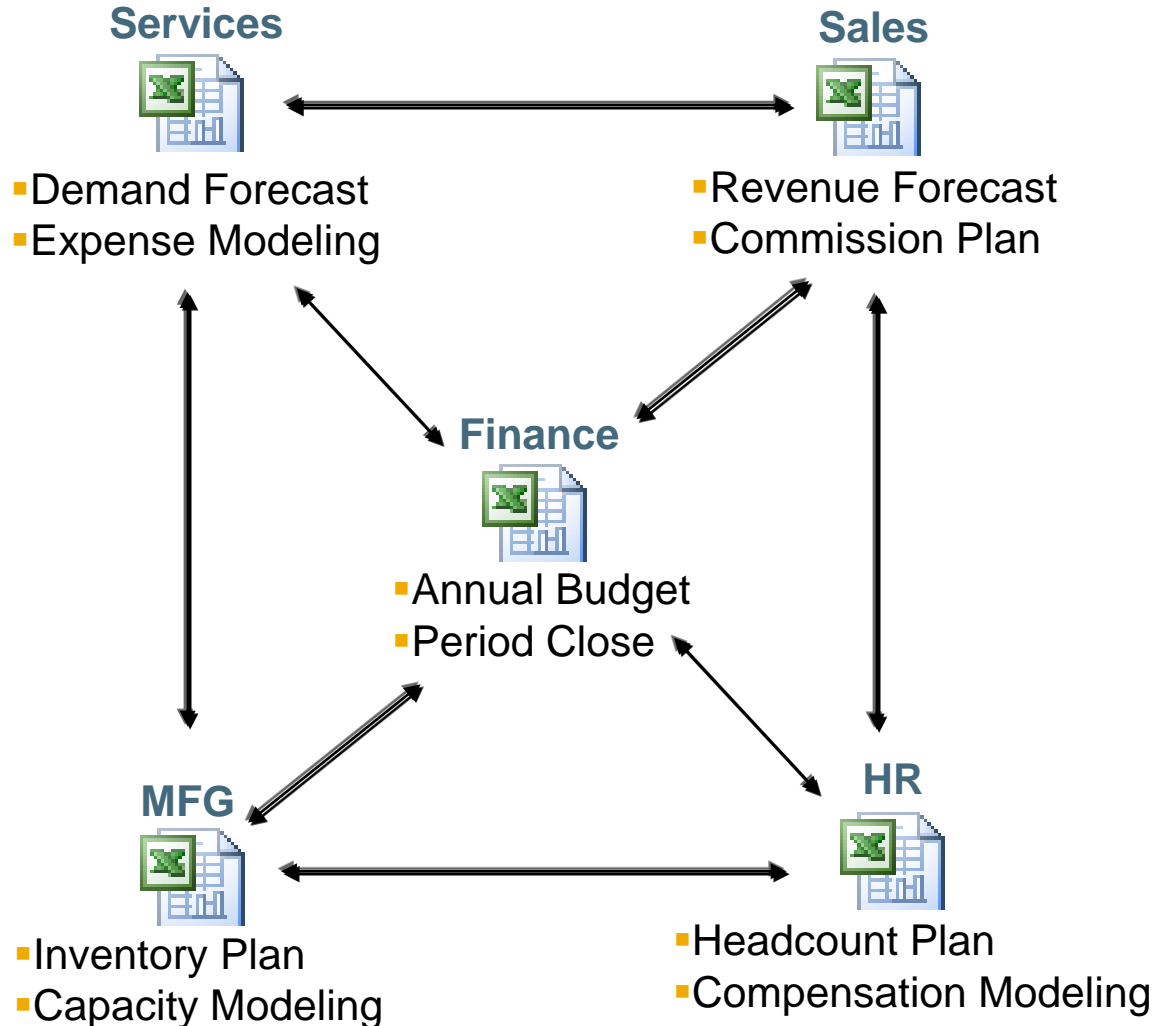 Services
Sales
▪Demand Forecast
▪Expense Modeling
▪Revenue Forecast
▪Commission Plan
Finance
▪Annual Budget
▪Period Close
MFG
HR
▪Inventory Plan
▪Capacity Modeling
▪Headcount Plan
▪Compensation Modeling